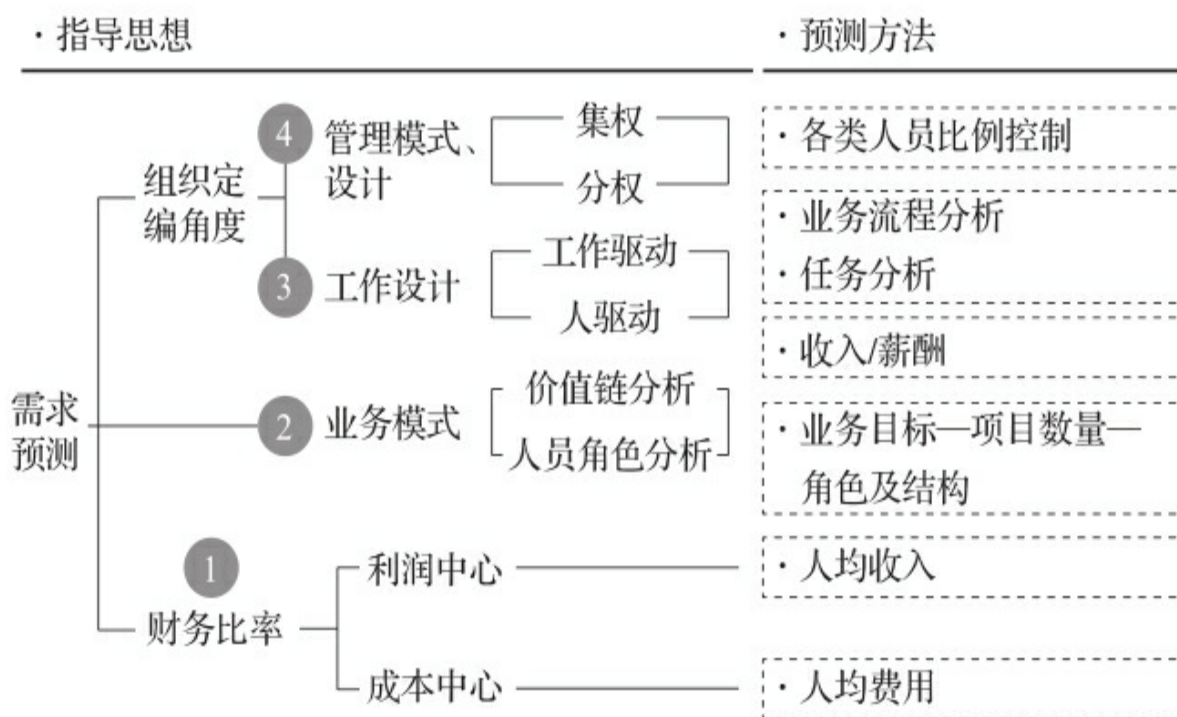 ·指导思想
·预测方法
需求
预测
组织定
编角度
4
管理模式、
设计
集权
分权
3
工作设计
工作驱动
人驱动
2
业务模式
价值链分析
人员角色分析
1
财务比率
利润中心
成本中心
·各类人员比例控制
·业务流程分析
·任务分析
·收入/薪酬
·业务目标—项目数量—
角色及结构
·人均收入
·人均费用